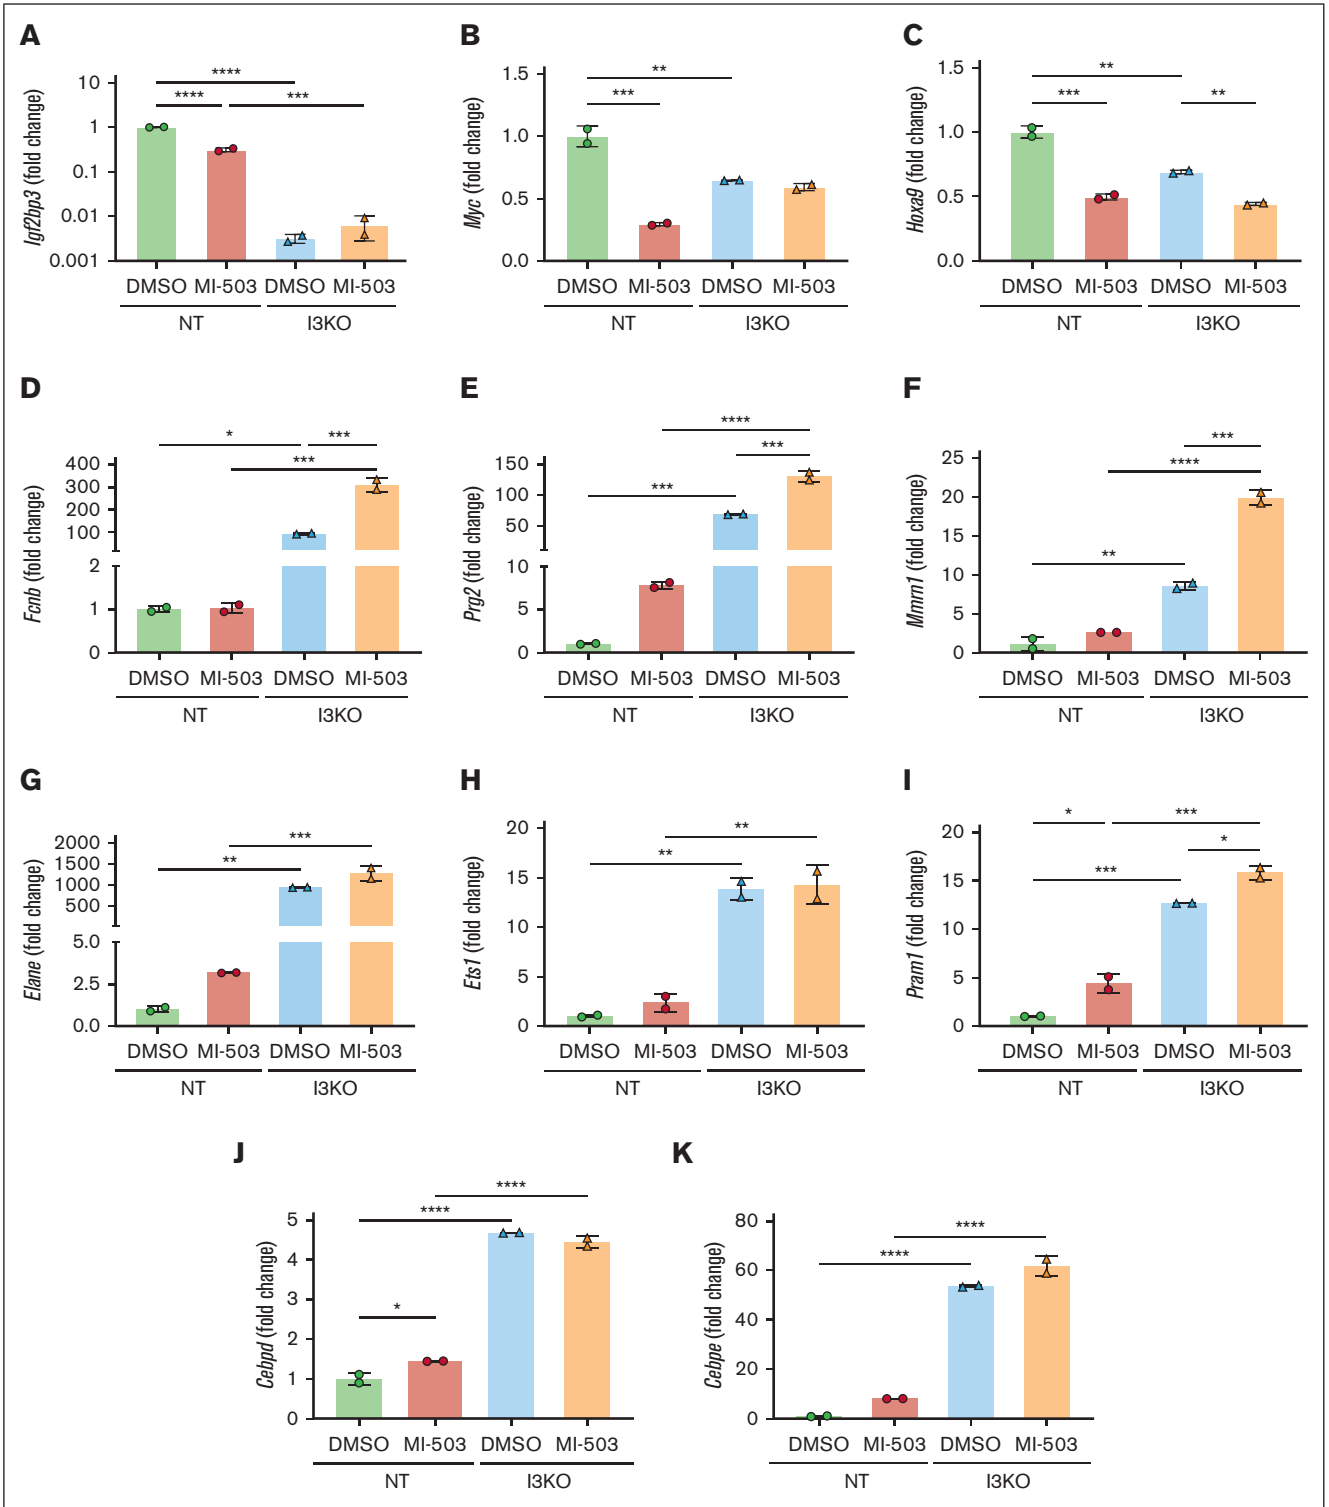 A
Igf2bp3 (fold change)
10
1
0.1
0.01
0.001
****
**** ***
DMSO MI-503 DMSO MI-503
NT I3KO
B
Myc (fold change)
1.5
1.0
0.5
0.0
**
***
DMSO MI-503 DMSO MI-503
NT I3KO
C
Hoxa9 (fold change)
1.5
1.0
0.5
0.0
**
*** **
DMSO MI-503 DMSO MI-503
NT I3KO
D
Fcnb (fold change)
400
300
200
100
2
1
0
* ***
***
DMSO MI-503 DMSO MI-503
NT I3KO
E
Prg2 (fold change)
150
100
50
10
5
0
****
***
***
DMSO MI-503 DMSO MI-503
NT I3KO
F
Mmrn1 (fold change)
25
20
15
10
5
0
***
****
**
DMSO MI-503 DMSO MI-503
NT I3KO
G
Elane (fold change)
2000
1500
1000
500
5.0
2.5
0.0
***
**
DMSO MI-503 DMSO MI-503
NT I3KO
H
Ets1 (fold change)
20
15
10
5
0
**
**
DMSO MI-503 DMSO MI-503
NT I3KO
I
Pram1 (fold change)
20
15
10
5
0
* ***
*
***
DMSO MI-503 DMSO MI-503
NT I3KO
J
Cebpd (fold change)
5
4
3
2
1
0
****
****
*
DMSO MI-503 DMSO MI-503
NT I3KO
K
Cebpe (fold change)
80
60
40
20
0
****
****
DMSO MI-503 DMSO MI-503
NT I3KO